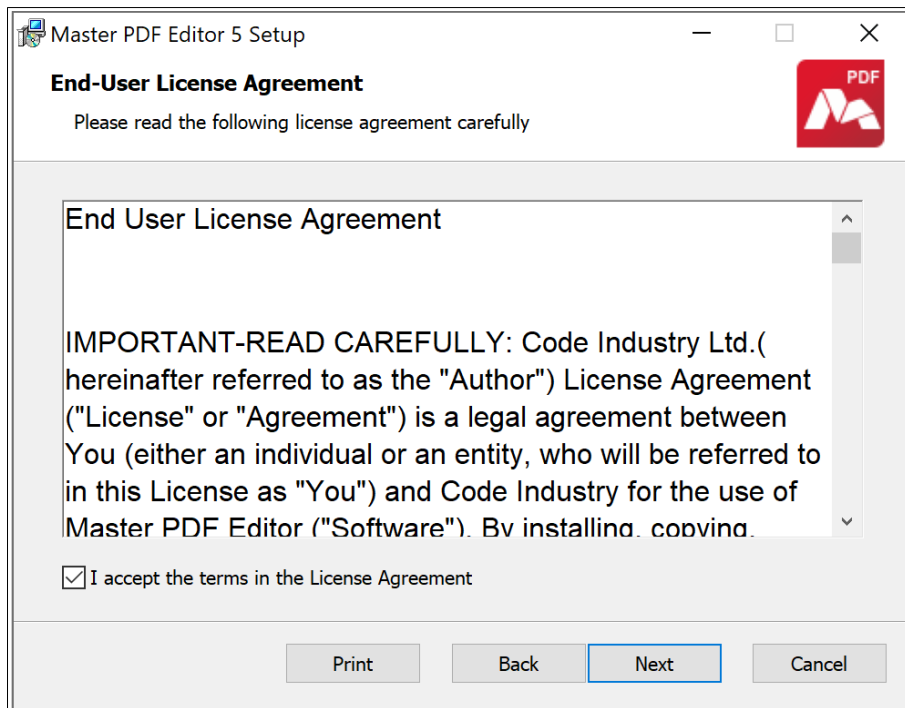 Master PDF Editor 5 Setup
End-User License Agreement
PDF
Please read the following license agreement carefully
End User License Agreement
IMPORTANT-READ CAREFULLY: Code Industry Ltd.(
hereinafter referred to as the "Author") License Agreement
("License" or "Agreement") is a legal agreement between
You (either an individual or an entity, who will be referred to
in this License as "You") and Code Industry for the use of
Master PDF Editor ("Software"). By installing, copying,
I accept the terms in the License Agreement
Print
Back
Next
Cancel